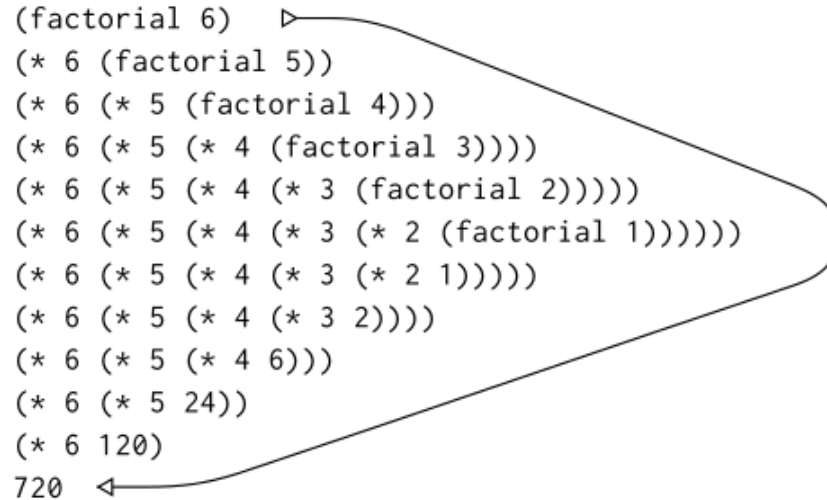 (factorial 6)
(* 6 (factorial 5))
(* 6 (* 5 (factorial 4)))
(* 6 (* 5 (* 4 (factorial 3))))
(* 6 (* 5 (* 4 (* 3 (factorial 2)))))
(* 6 (* 5 (* 4 (* 3 (* 2 (factorial 1))))))
(* 6 (* 5 (* 4 (* 3 (* 2 1)))))
(* 6 (* 5 (* 4 (* 3 2))))
(* 6 (* 5 (* 4 6)))
(* 6 (* 5 24))
(* 6 120)
720